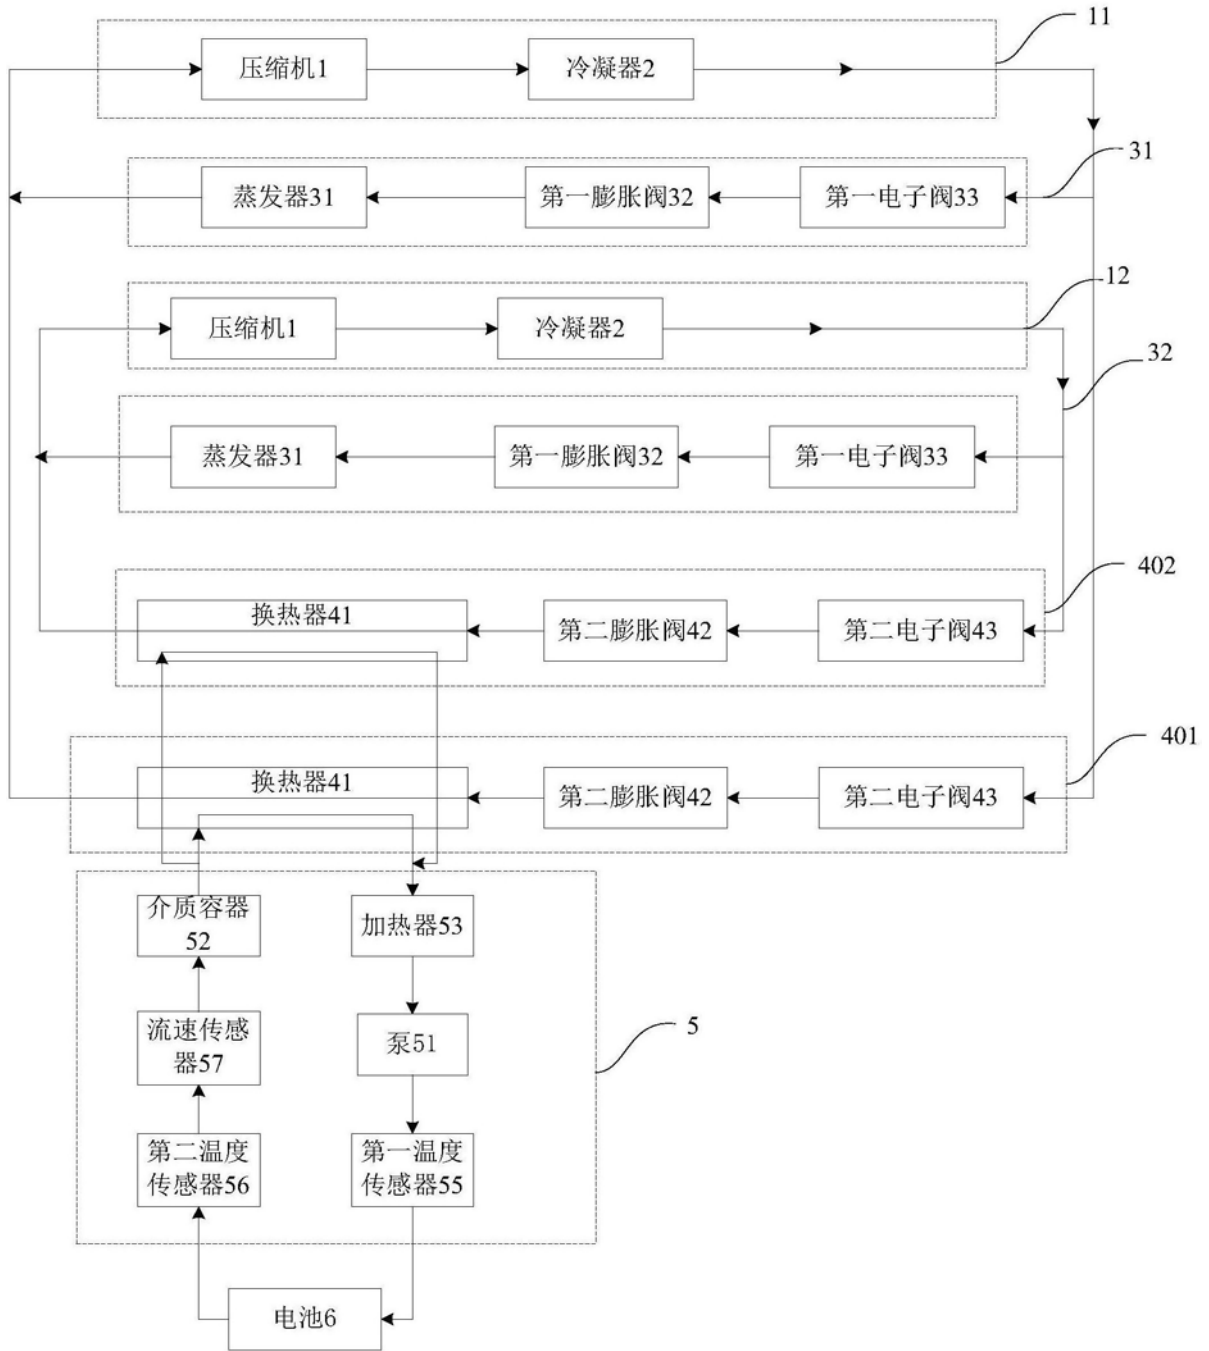 11
压缩机1
冷凝器2
31
蒸发器31
第一膨胀阀32
第一电子阀33
12
压缩机1
冷凝器2
32
蒸发器31
第一膨胀阀32
第一电子阀33
402
换热器41
第二膨胀阀42
第二电子阀43
401
换热器41
第二膨胀阀42
第二电子阀43
介质容器
52
加热器53
流速传感
器57
泵51
5
第二温度
传感器56
第一温度
传感器55
电池6